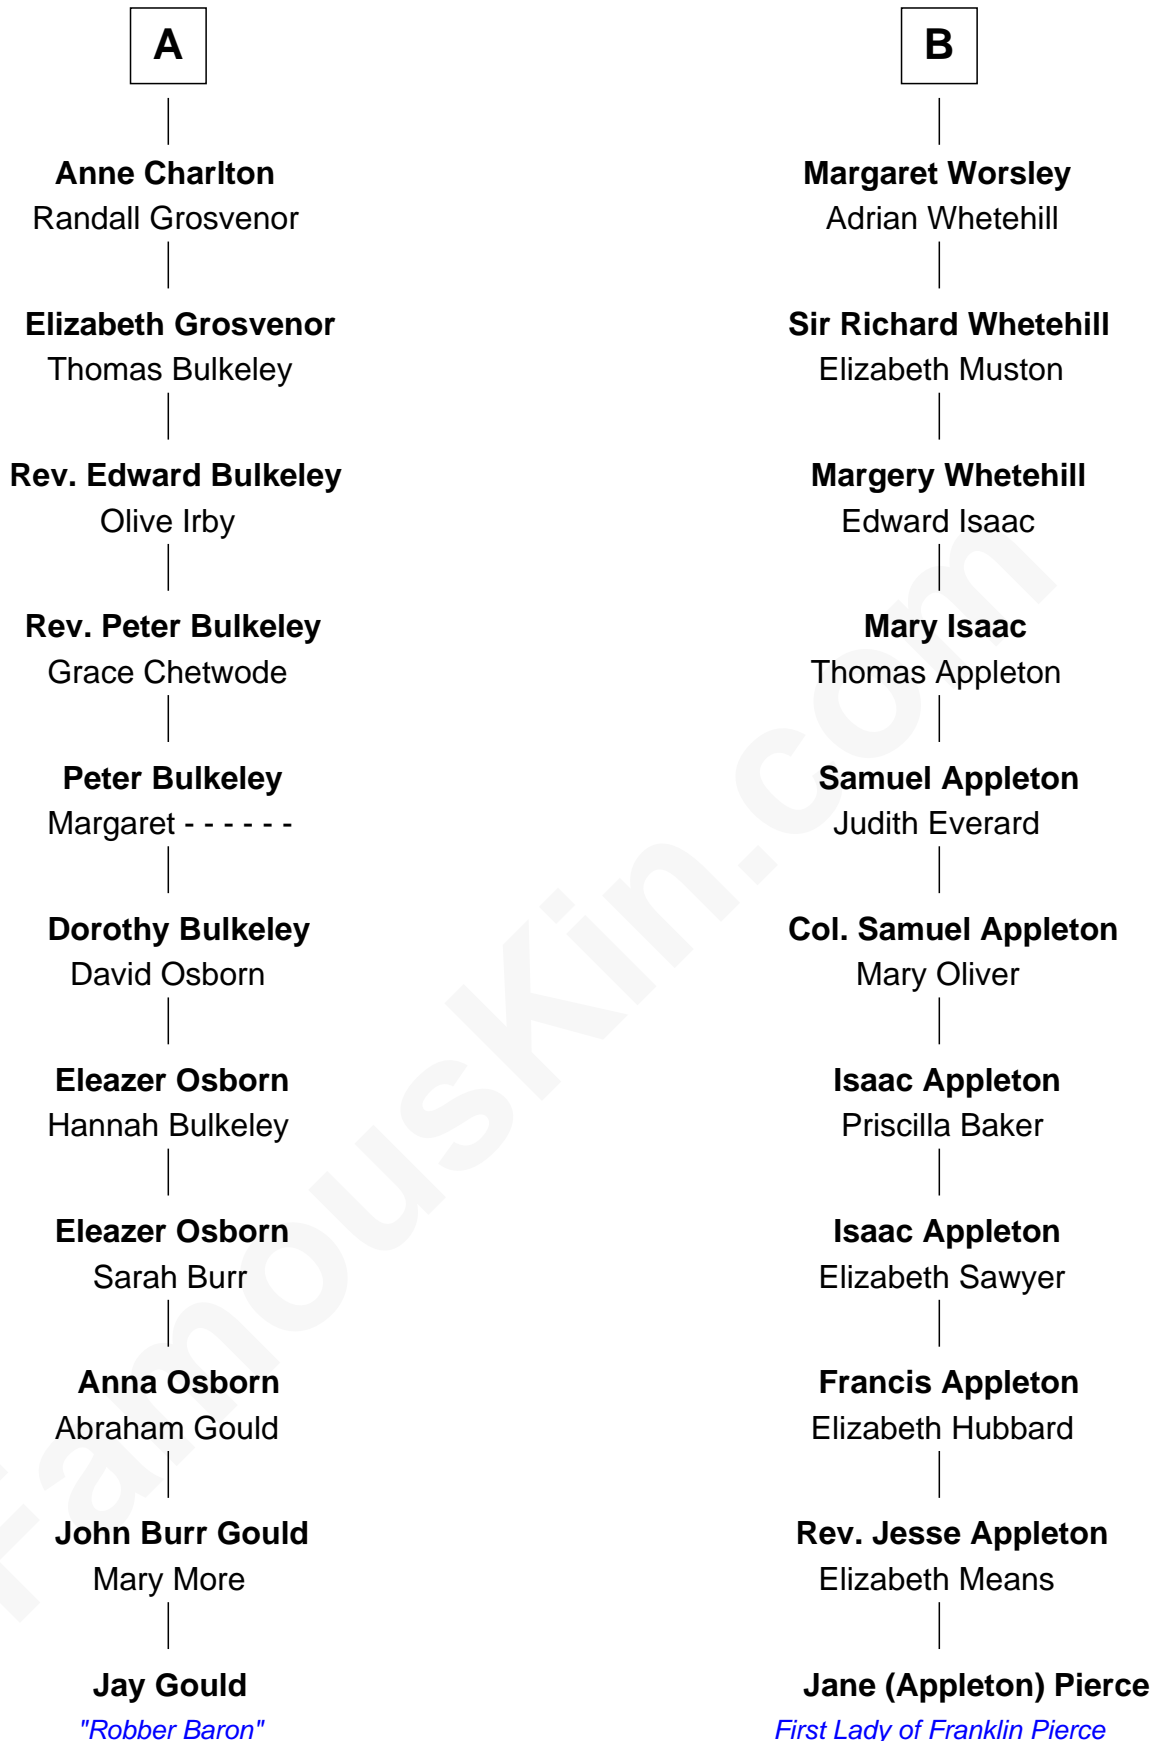 A
Anne Charlton
Randall Grosvenor
Elizabeth Grosvenor
Thomas Bulkeley
Rev. Edward Bulkeley
Olive Irby
Rev. Peter Bulkeley
Grace Chetwode
Peter Bulkeley
Margaret - - - - - -
Dorothy Bulkeley
David Osborn
Eleazer Osborn
Hannah Bulkeley
Eleazer Osborn
Sarah Burr
Anna Osborn
Abraham Gould
John Burr Gould
Mary More
Jay Gould
"Robber Baron"
B
Margaret Worsley
Adrian Whetehill
Sir Richard Whetehill
Elizabeth Muston
Margery Whetehill
Edward Isaac
Mary Isaac
Thomas Appleton
Samuel Appleton
Judith Everard
Col. Samuel Appleton
Mary Oliver
Isaac Appleton
Priscilla Baker
Isaac Appleton
Elizabeth Sawyer
Francis Appleton
Elizabeth Hubbard
Rev. Jesse Appleton
Elizabeth Means
Jane (Appleton) Pierce
First Lady of Franklin Pierce
FamousKin.com